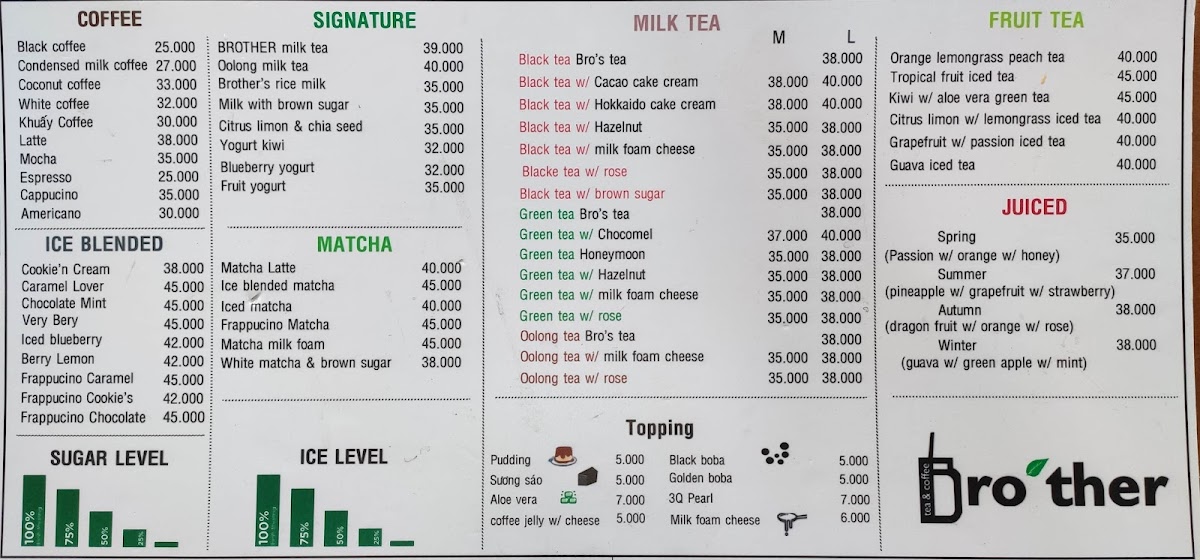 COFFEE
Black coffee 25.000
Condensed milk coffee 27.000
Coconut coffee 33.000
White coffee 32.000
Khuấy Coffee 30.000
Latte 38.000
Mocha 35.000
Espresso 25.000
Cappucino 35.000
Americano 30.000
ICE BLENDED
Cookie'n Cream 38.000
Caramel Lover 45.000
Chocolate Mint 45.000
Very Bery 45.000
Iced blueberry 42.000
Berry Lemon 42.000
Frappucino Caramel 45.000
Frappucino Cookie's 42.000
Frappucino Chocolate 45.000
SUGAR LEVEL
100% 75% 50% 25%
SIGNATURE
BROTHER milk tea 39.000
Oolong milk tea 40.000
Brother's rice milk 35.000
Milk with brown sugar 35.000
Citrus limon & chia seed 35.000
Yogurt kiwi 32.000
Blueberry yogurt 32.000
Fruit yogurt 35.000
MATCHA
Matcha Latte 40.000
Ice blended matcha 45.000
Iced matcha 40.000
Frappucino Matcha 45.000
Matcha milk foam 45.000
White matcha & brown sugar 38.000
ICE LEVEL
100% 75% 50% 25%
MILK TEA
M L
Black tea Bro's tea 38.000
Black tea w/ Cacao cake cream 38.000 40.000
Black tea w/ Hokkaido cake cream 38.000 40.000
Black tea w/ Hazelnut 35.000 38.000
Black tea w/ milk foam cheese 35.000 38.000
Blacke tea w/ rose 35.000 38.000
Black tea w/ brown sugar 35.000 38.000
Green tea Bro's tea 38.000
Green tea w/ Chocomel 37.000 40.000
Green tea Honeymoon 35.000 38.000
Green tea w/ Hazelnut 35.000 38.000
Green tea w/ milk foam cheese 35.000 38.000
Green tea w/ rose 35.000 38.000
Oolong tea Bro's tea 38.000
Oolong tea w/ milk foam cheese 35.000 38.000
Oolong tea w/ rose 35.000 38.000
Topping
Pudding 5.000 Black boba 5.000
Sương sáo 5.000 Golden boba 5.000
Aloe vera 7.000 3Q Pearl 7.000
coffee jelly w/ cheese 5.000 Milk foam cheese 6.000
FRUIT TEA
Orange lemongrass peach tea 40.000
Tropical fruit iced tea 45.000
Kiwi w/ aloe vera green tea 45.000
Citrus limon w/ lemongrass iced tea 40.000
Grapefruit w/ passion iced tea 40.000
Guava iced tea 40.000
JUICED
Spring 35.000
(Passion w/ orange w/ honey)
Summer 37.000
(pineapple w/ grapefruit w/ strawberry)
Autumn 38.000
(dragon fruit w/ orange w/ rose)
Winter 38.000
(guava w/ green apple w/ mint)
Bro'ther
tea & coffee